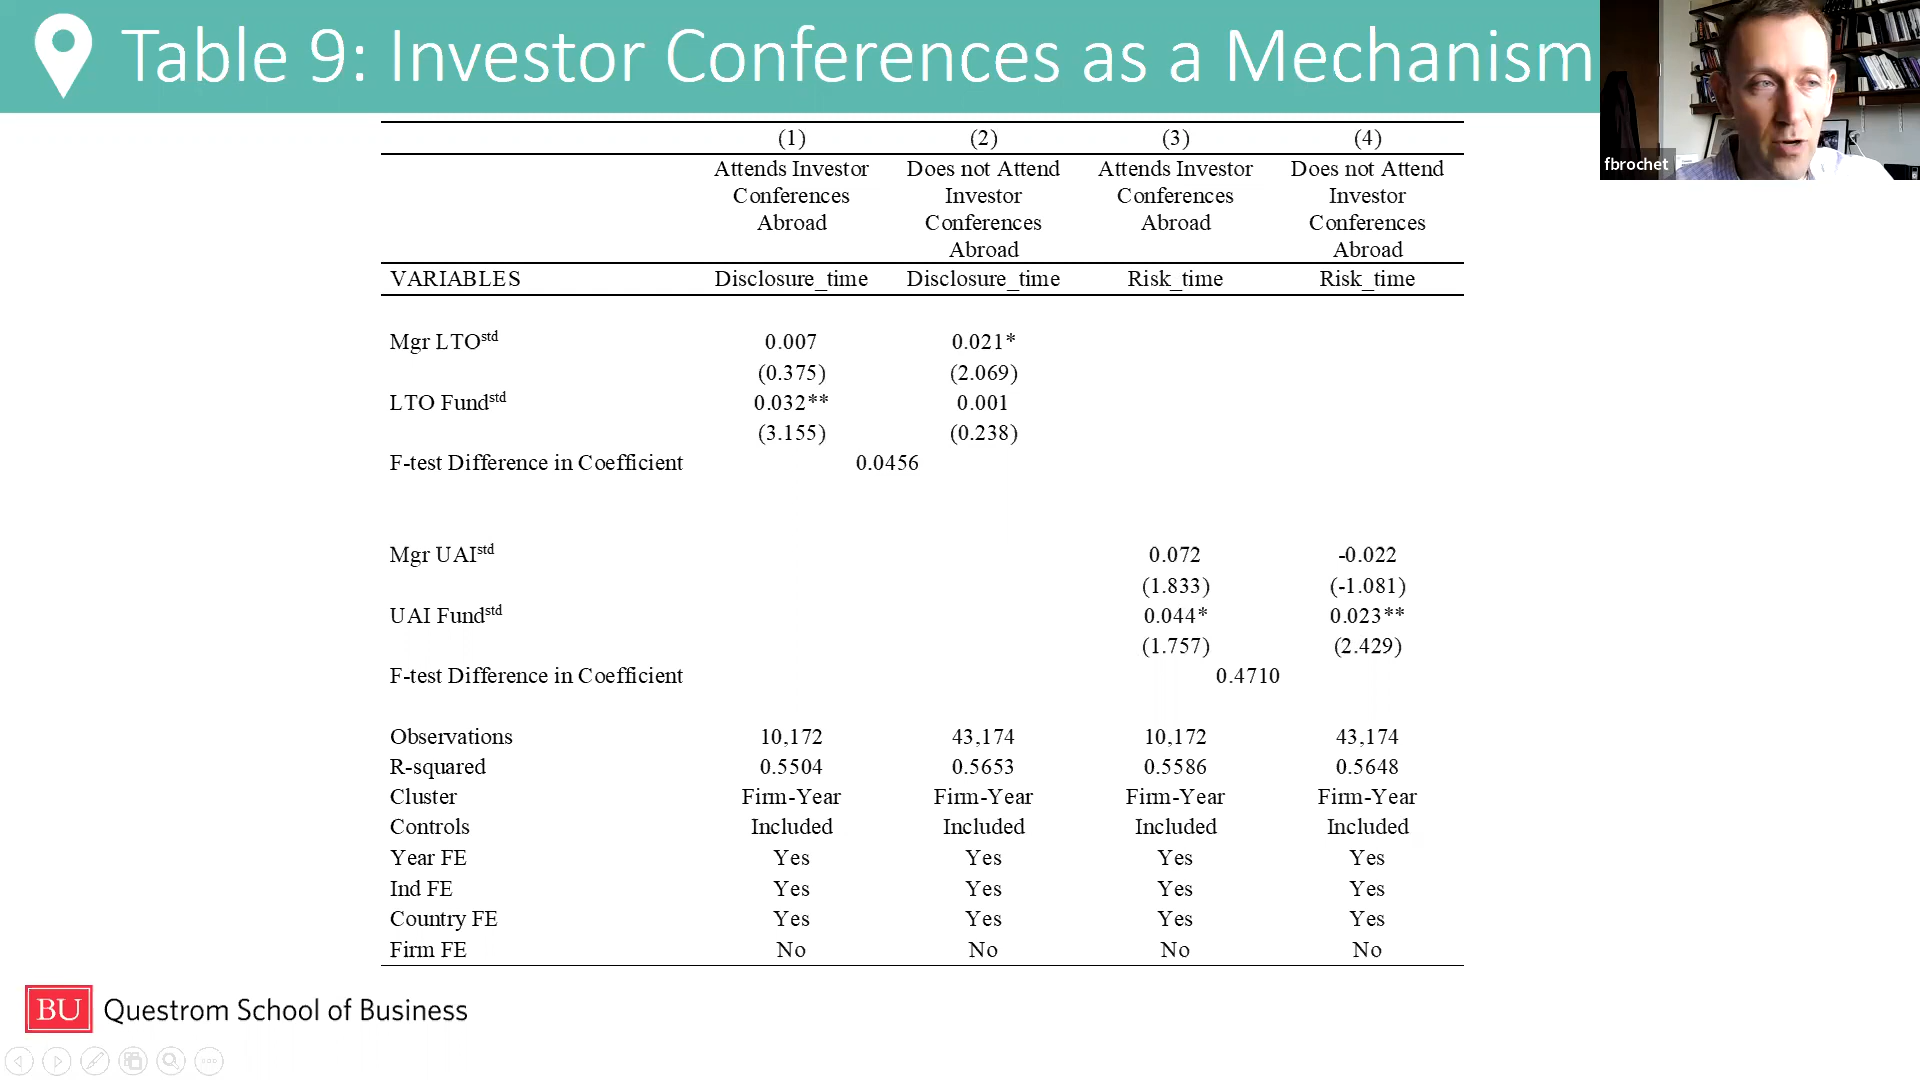 Table 9: Investor Conferences as a Mechanism
fbrochet
(1) (2) (3) (4)
Attends Investor Does not Attend Attends Investor Does not Attend
Conferences Investor Conferences Investor
Abroad Conferences Abroad Conferences
Abroad Abroad
VARIABLES Disclosure_time Disclosure_time Risk_time Risk_time
Mgr LTOstd 0.007 0.021*
(0.375) (2.069)
LTO Fundstd 0.032** 0.001
(3.155) (0.238)
F-test Difference in Coefficient 0.0456
Mgr UAIstd 0.072 -0.022
(1.833) (-1.081)
UAI Fundstd 0.044* 0.023**
(1.757) (2.429)
F-test Difference in Coefficient 0.4710
Observations 10,172 43,174 10,172 43,174
R-squared 0.5504 0.5653 0.5586 0.5648
Cluster Firm-Year Firm-Year Firm-Year Firm-Year
Controls Included Included Included Included
Year FE Yes Yes Yes Yes
Ind FE Yes Yes Yes Yes
Country FE Yes Yes Yes Yes
Firm FE No No No No
BU Questrom School of Business